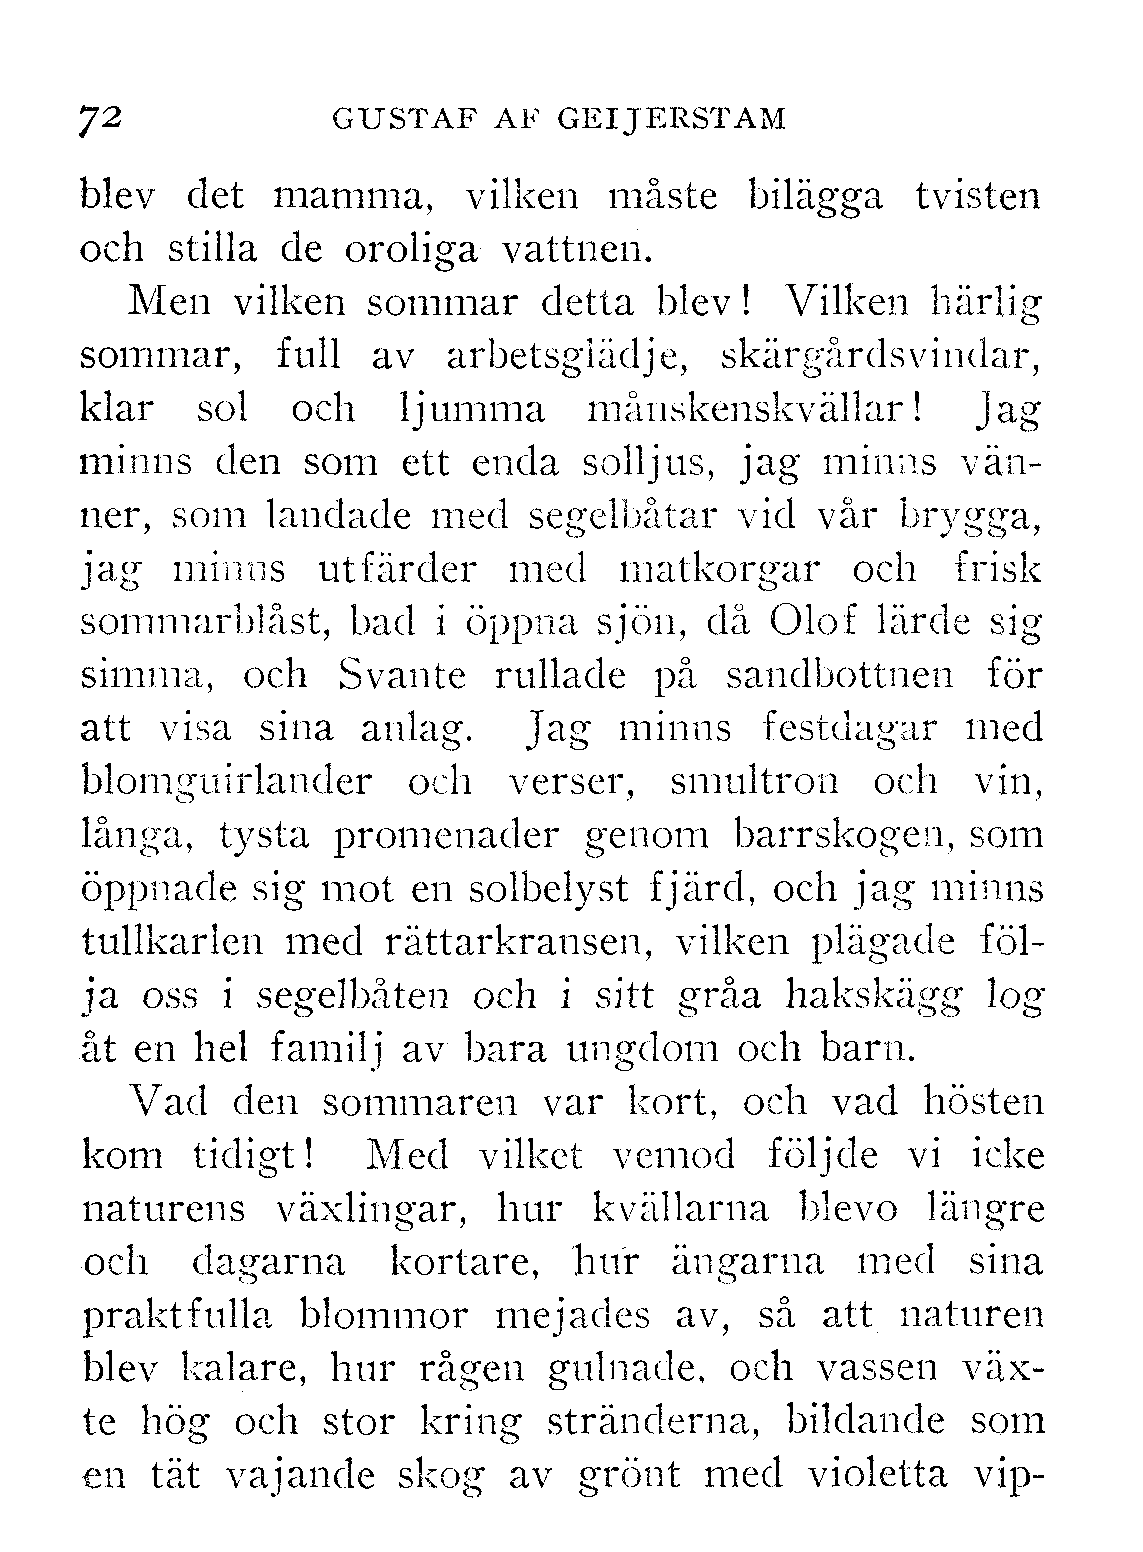 72 GUSTAF AF GEIJERSTAM
blev det mamma, vilken måste bilägga tvisten
och stilla de oroliga vattnen.
Men vilken sommar detta blev! Vilken härlig
sommar, full av arbetsglädje, skärgårdsvindar,
klar sol och ljumma månskenskvällar! Jag
minns den som ett enda solljus, jag minns vän-
ner, som landade med segelbåtar vid vår brygga,
jag minns utfärder med matkorgar och frisk
sommarblåst, bad i öppna sjön, då Olof lärde sig
simma, och Svante rullade på sandbottnen för
att visa sina anlag. Jag minns festdagar med
blomguirlander och verser, smultron och vin,
långa, tysta promenader genom barrskogen, som
öppnade sig mot en solbelyst fjärd, och jag minns
tullkarlen med rättarkransen, vilken plägade föl-
ja oss i segelbåten och i sitt gråa hakskägg log
åt en hel familj av bara ungdom och barn.
Vad den sommaren var kort, och vad hösten
kom tidigt! Med vilket vemod följde vi icke
naturens växlingar, hur kvällarna blevo längre
och dagarna kortare, hur ängarna med sina
praktfulla blommor mejades av, så att naturen
blev kalare, hur rågen gulnade, och vassen väx-
te hög och stor kring stränderna, bildande som
en tät vajande skog av grönt med violetta vip-